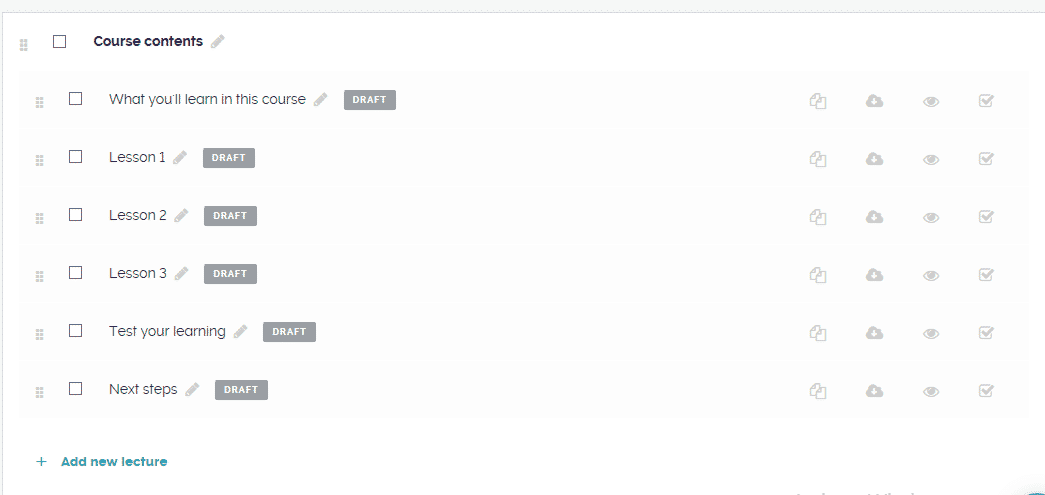 Course contents
What you'll learn in this course DRAFT
Lesson 1 DRAFT
Lesson 2 DRAFT
Lesson 3 DRAFT
Test your learning DRAFT
Next steps DRAFT
+ Add new lecture